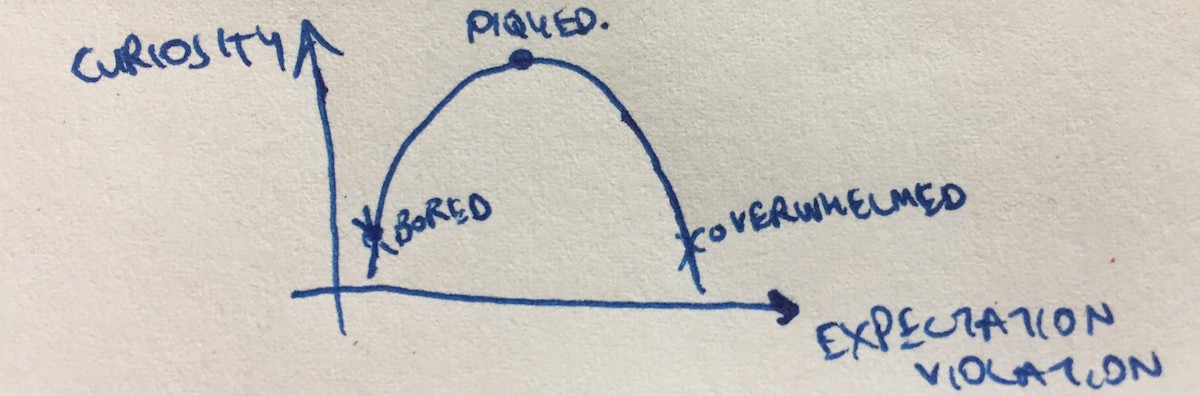 PIQUED.
CURIOSITY
BORED
OVERWHELMED
EXPECTATION
VIOLATION